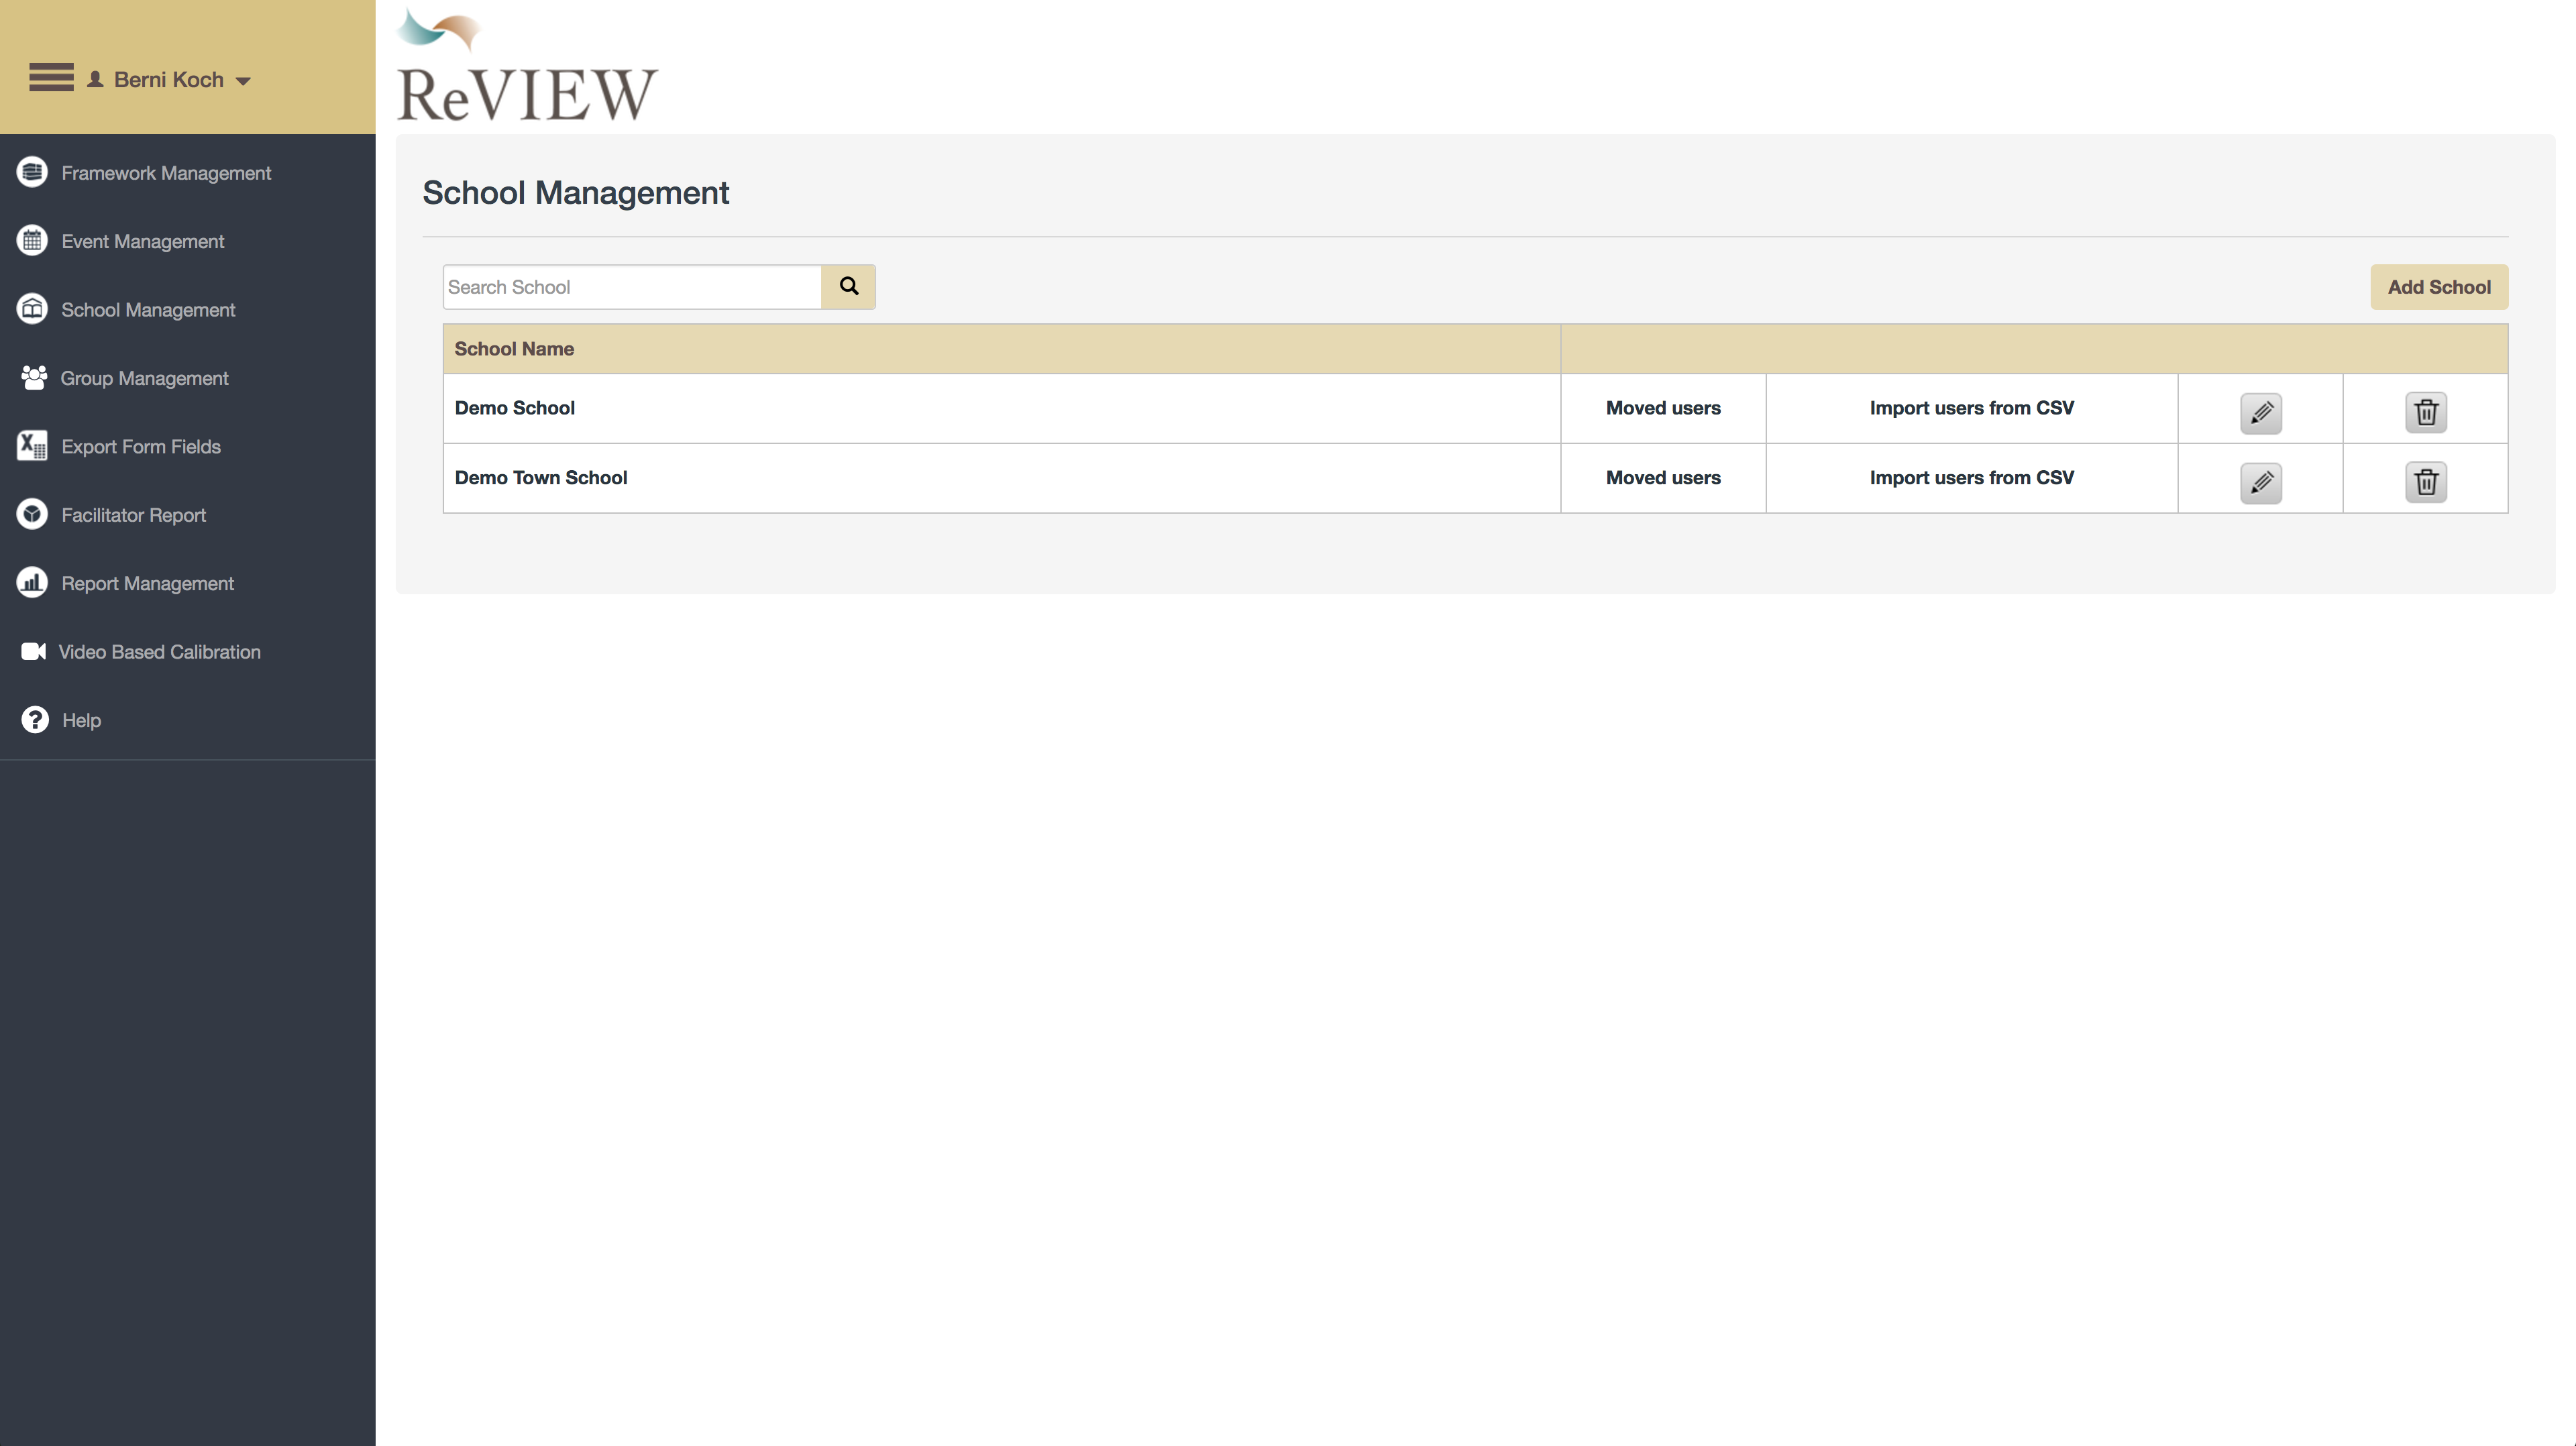 Berni Koch
ReVIEW
Framework Management
Event Management
School Management
Group Management
Export Form Fields
Facilitator Report
Report Management
Video Based Calibration
Help
School Management
Search School
Add School
School Name
Demo School Moved users Import users from CSV
Demo Town School Moved users Import users from CSV